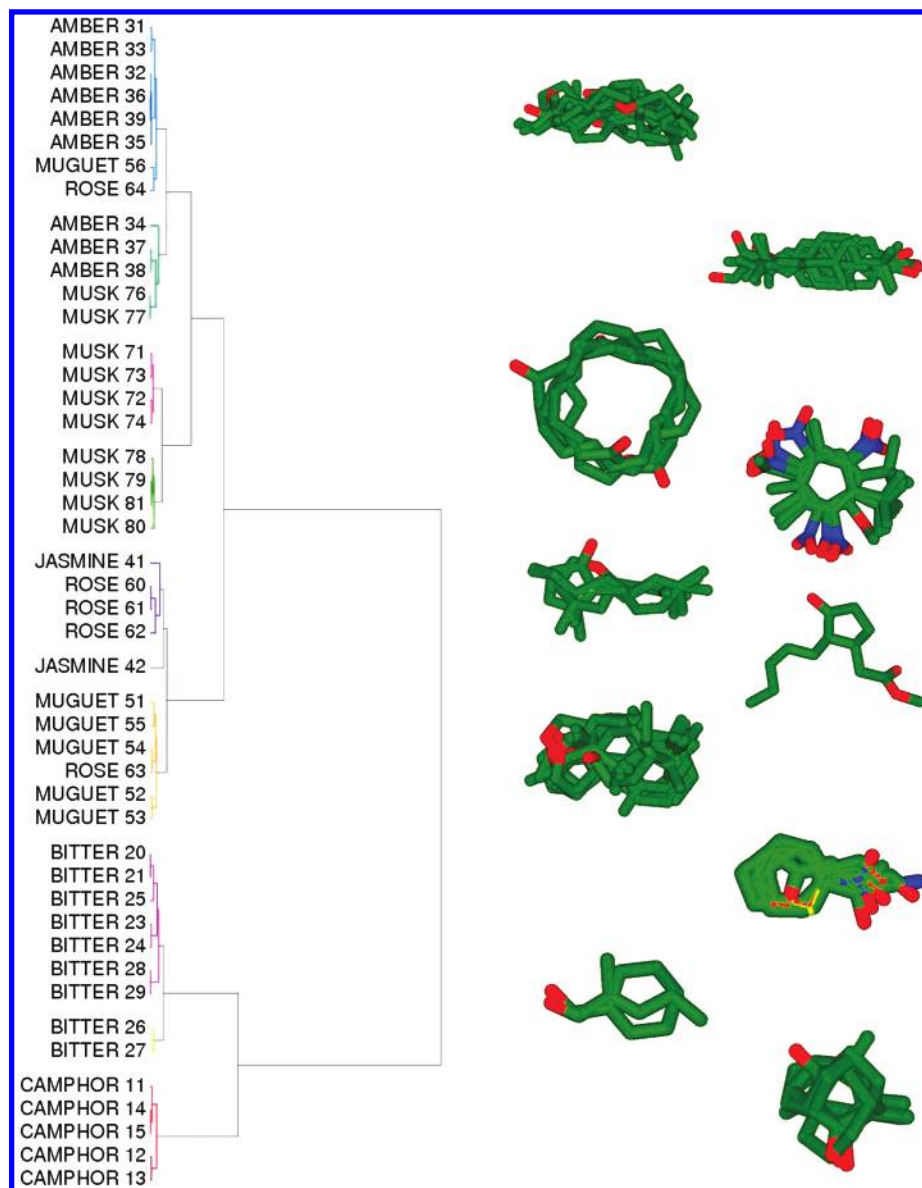 AMBER 31
AMBER 33
AMBER 32
AMBER 36
AMBER 39
AMBER 35
MUGUET 56
ROSE 64
AMBER 34
AMBER 37
AMBER 38
MUSK 76
MUSK 77
MUSK 71
MUSK 73
MUSK 72
MUSK 74
MUSK 78
MUSK 79
MUSK 81
MUSK 80
JASMINE 41
ROSE 60
ROSE 61
ROSE 62
JASMINE 42
MUGUET 51
MUGUET 55
MUGUET 54
ROSE 63
MUGUET 52
MUGUET 53
BITTER 20
BITTER 21
BITTER 25
BITTER 23
BITTER 24
BITTER 28
BITTER 29
BITTER 26
BITTER 27
CAMPHOR 11
CAMPHOR 14
CAMPHOR 15
CAMPHOR 12
CAMPHOR 13